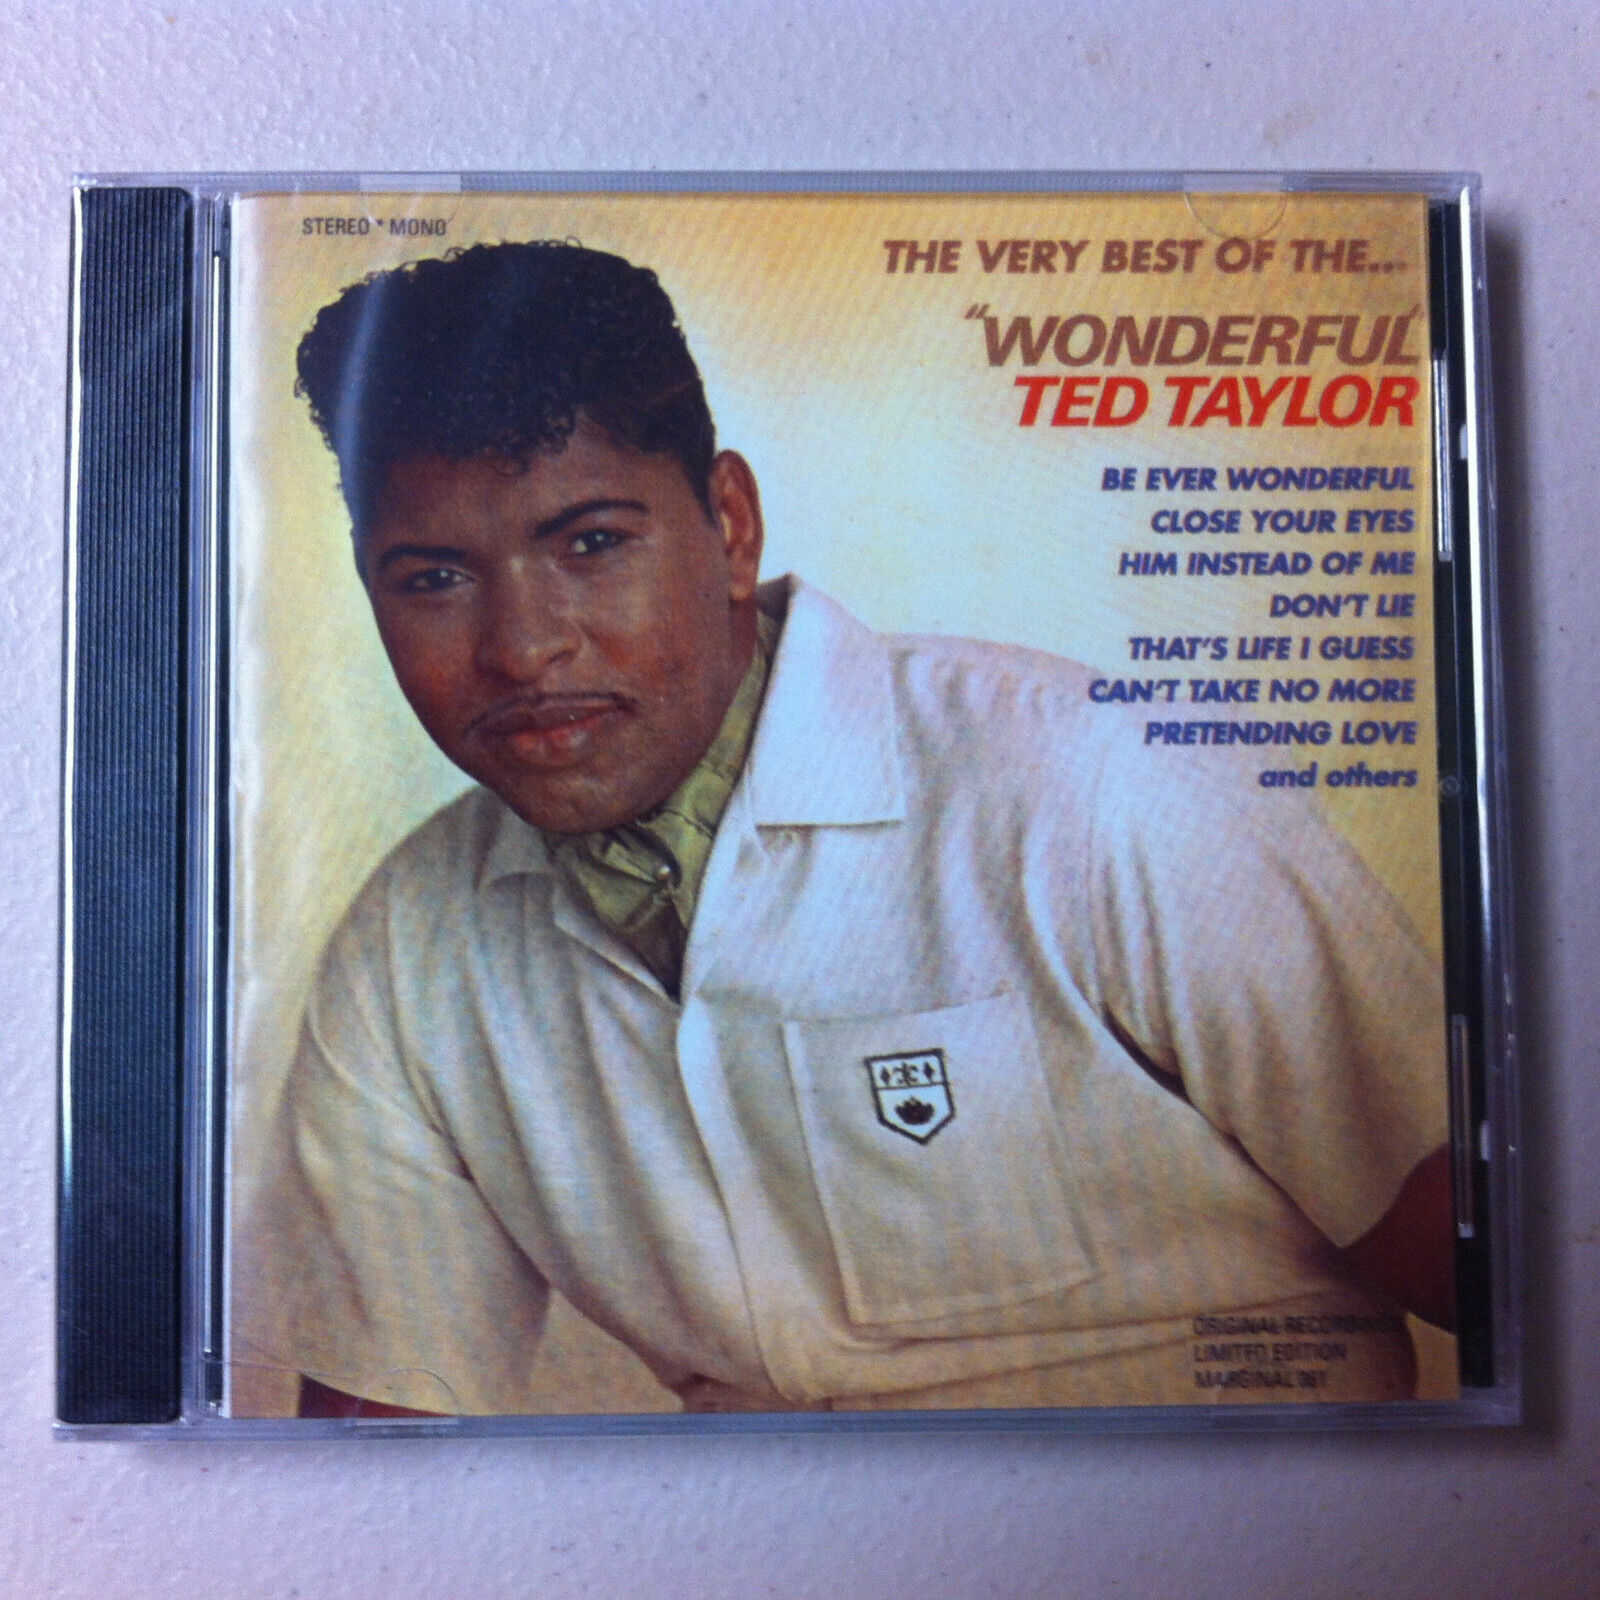 STEREO * MONO
THE VERY BEST OF THE...
"WONDERFUL"
TED TAYLOR
BE EVER WONDERFUL
CLOSE YOUR EYES
HIM INSTEAD OF ME
DON'T LIE
THAT'S LIFE I GUESS
CAN'T TAKE NO MORE
PRETENDING LOVE
and others
ORIGINAL RECORDINGS
LIMITED EDITION
MARGINAL